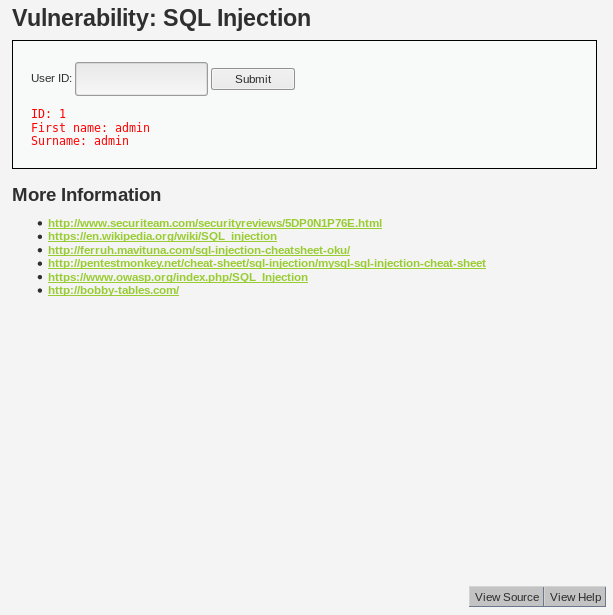 Vulnerability: SQL Injection
User ID: Submit
ID: 1
First name: admin
Surname: admin
More Information
http://www.securiteam.com/securityreviews/5DP0N1P76E.html
https://en.wikipedia.org/wiki/SQL_injection
http://ferruh.mavituna.com/sql-injection-cheatsheet-oku/
http://pentestmonkey.net/cheat-sheet/sql-injection/mysql-sql-injection-cheat-sheet
https://www.owasp.org/index.php/SQL_Injection
http://bobby-tables.com/
View Source View Help